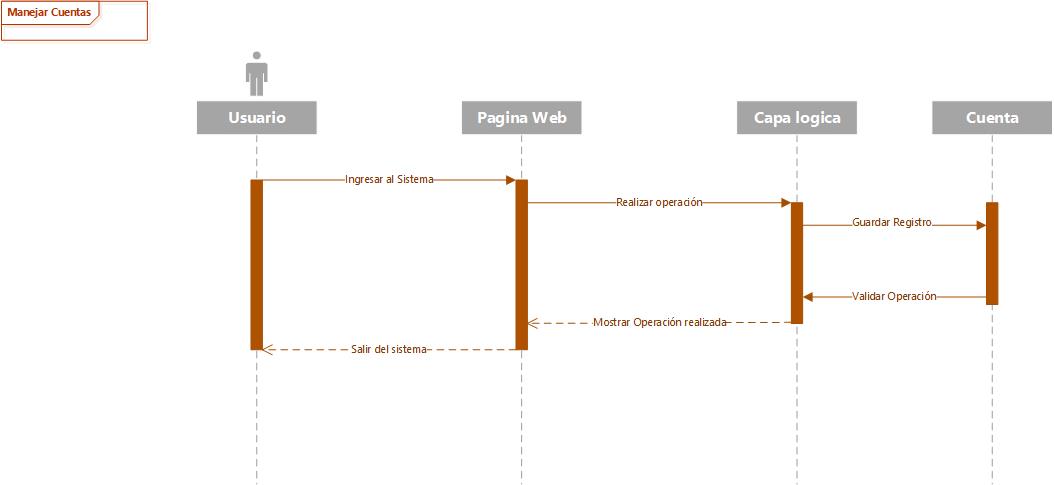 Manejar Cuentas
Usuario
Pagina Web
Capa logica
Cuenta
Ingresar al Sistema
Realizar operación
Guardar Registro
Validar Operación
Mostrar Operación realizada
Salir del sistema